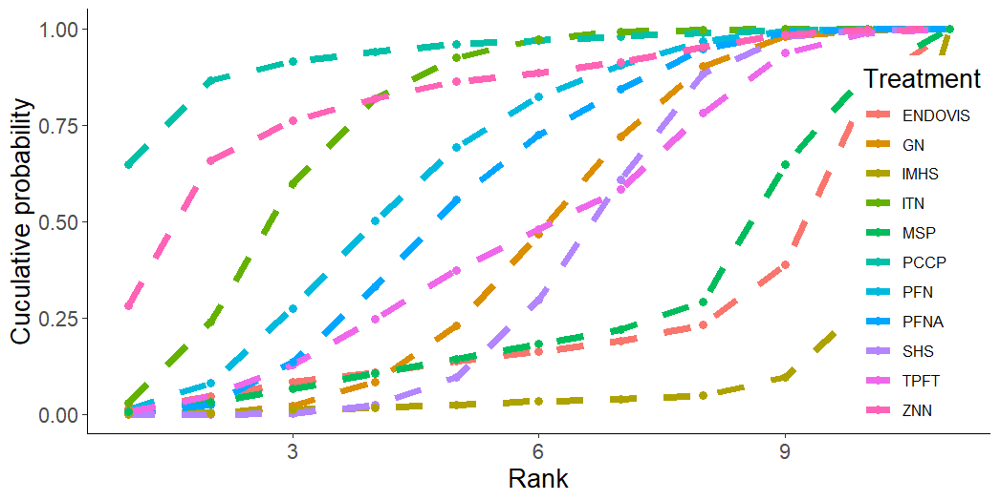 1.00
0.75
0.50
0.25
0.00
Cuculative probability
3 6 9
Rank
Treatment
ENDOVIS
GN
IMHS
ITN
MSP
PCCP
PFN
PFNA
SHS
TPFT
ZNN